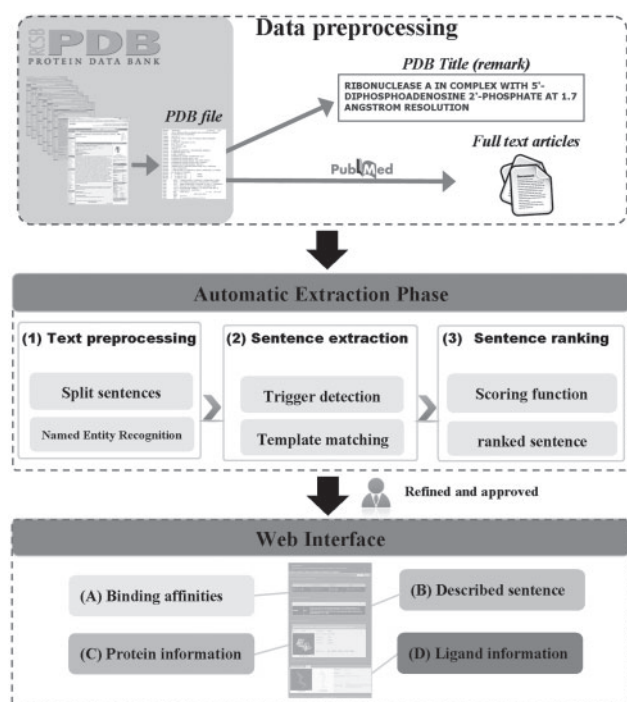 Data preprocessing
RCSB
PDB
PROTEIN DATA BANK
PDB file
PDB Title (remark)
RIBONUCLEASE A IN COMPLEX WITH 5'-
DIPHOSPHOADENOSINE 2'-PHOSPHATE AT 1.7
ANGSTROM RESOLUTION
Full text articles
PubMed
Automatic Extraction Phase
(1) Text preprocessing
Split sentences
Named Entity Recognition
(2) Sentence extraction
Trigger detection
Template matching
(3) Sentence ranking
Scoring function
ranked sentence
Refined and approved
Web Interface
(A) Binding affinities
(B) Described sentence
(C) Protein information
(D) Ligand information